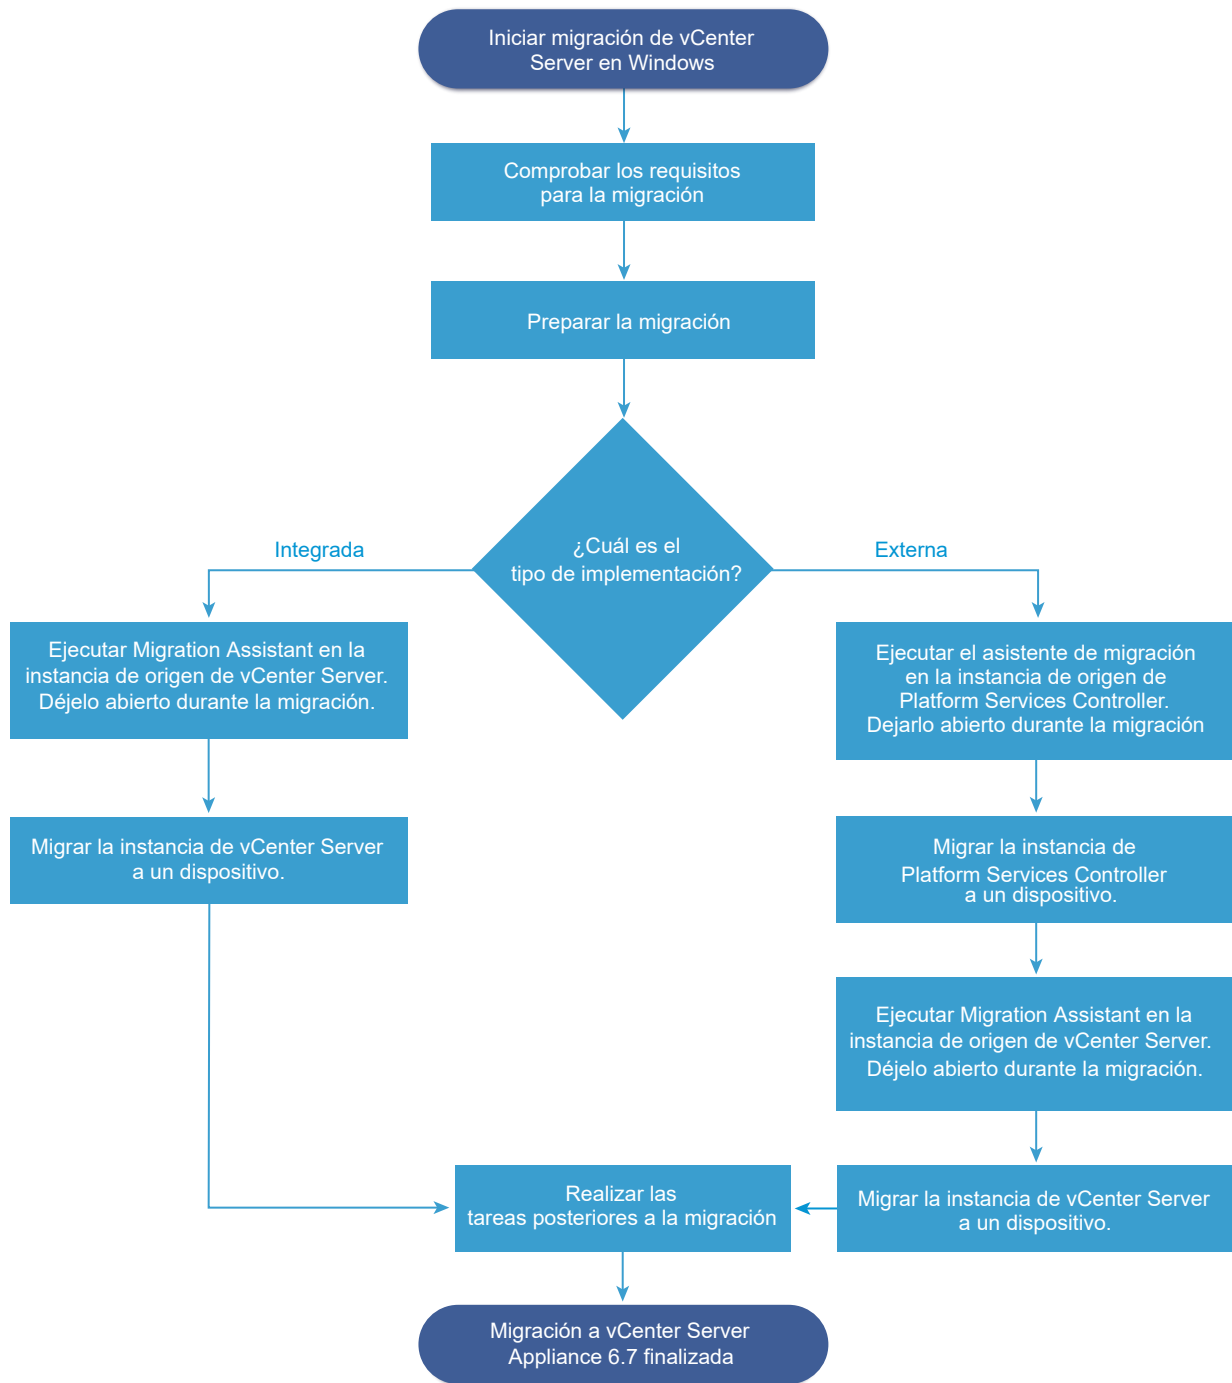 Iniciar migración de vCenter
Server en Windows
Comprobar los requisitos
para la migración
Preparar la migración
¿Cuál es el
tipo de implementación?
Integrada
Externa
Ejecutar Migration Assistant en la
instancia de origen de vCenter Server.
Déjelo abierto durante la migración.
Migrar la instancia de vCenter Server
a un dispositivo.
Ejecutar el asistente de migración
en la instancia de origen de
Platform Services Controller.
Dejarlo abierto durante la migración
Migrar la instancia de
Platform Services Controller
a un dispositivo.
Ejecutar Migration Assistant en la
instancia de origen de vCenter Server.
Déjelo abierto durante la migración.
Migrar la instancia de vCenter Server
a un dispositivo.
Realizar las
tareas posteriores a la migración
Migración a vCenter Server
Appliance 6.7 finalizada